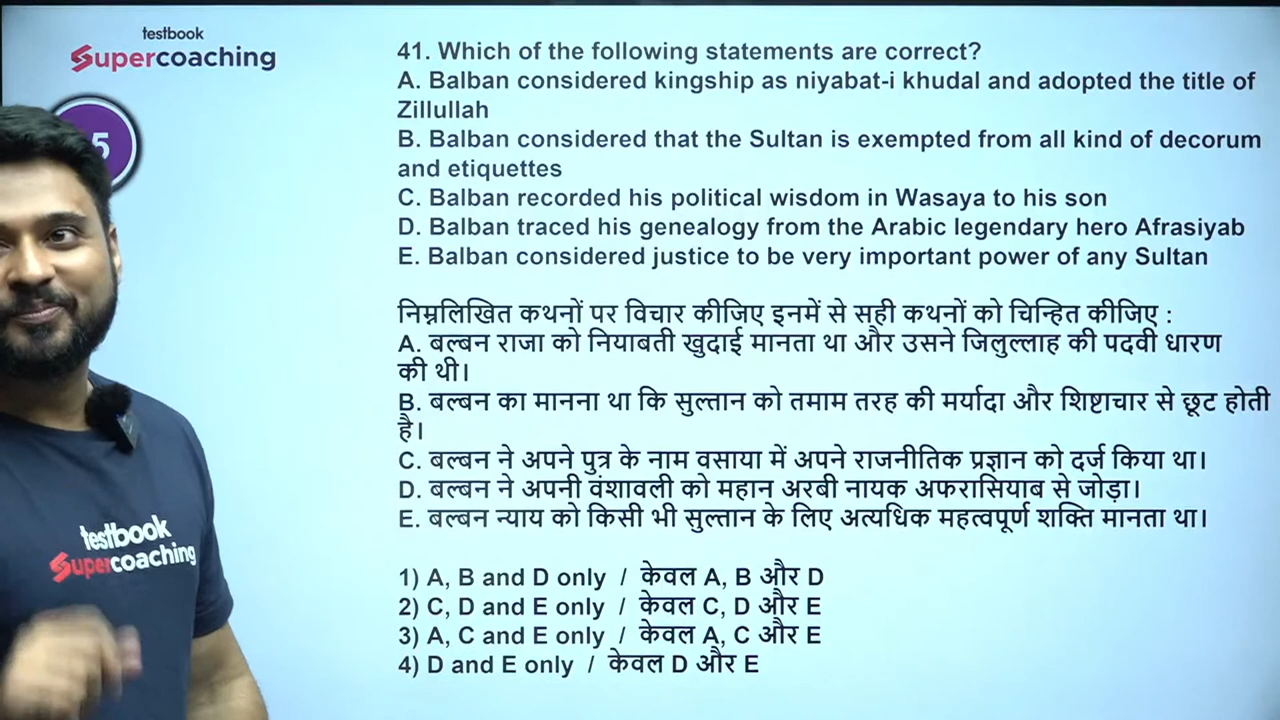 testbook
Supercoaching
5
41. Which of the following statements are correct?
A. Balban considered kingship as niyabat-i khudal and adopted the title of
Zillullah
B. Balban considered that the Sultan is exempted from all kind of decorum
and etiquettes
C. Balban recorded his political wisdom in Wasaya to his son
D. Balban traced his genealogy from the Arabic legendary hero Afrasiyab
E. Balban considered justice to be very important power of any Sultan
निम्नलिखित कथनों पर विचार कीजिए इनमें से सही कथनों को चिन्हित कीजिए :
A. बल्बन राजा को नियाबती खुदाई मानता था और उसने जिलुल्लाह की पदवी धारण
की थी।
B. बल्बन का मानना था कि सुल्तान को तमाम तरह की मर्यादा और शिष्टाचार से छूट होती
है।
C. बल्बन ने अपने पुत्र के नाम वसाया में अपने राजनीतिक प्रज्ञान को दर्ज किया था।
D. बल्बन ने अपनी वंशावली को महान अरबी नायक अफरासियाब से जोड़ा।
E. बल्बन न्याय को किसी भी सुल्तान के लिए अत्यधिक महत्वपूर्ण शक्ति मानता था।
1) A, B and D only / केवल A, B और D
2) C, D and E only / केवल C, D और E
3) A, C and E only / केवल A, C और E
4) D and E only / केवल D और E
testbook
Supercoaching